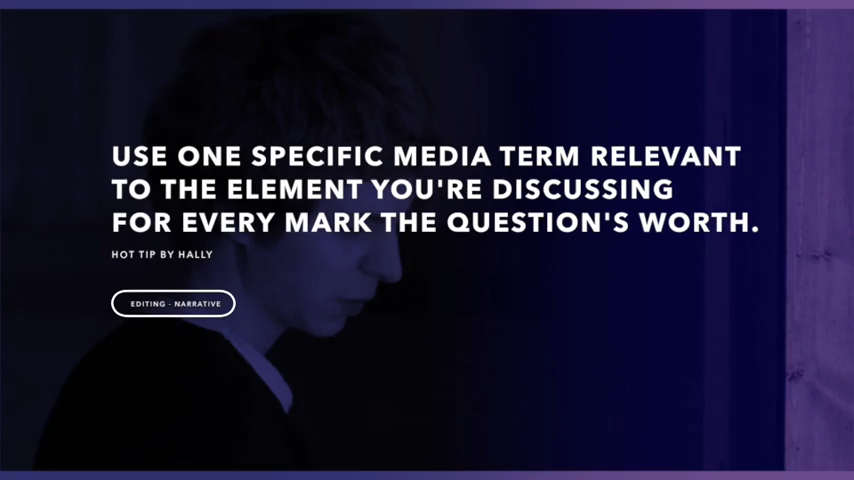 USE ONE SPECIFIC MEDIA TERM RELEVANT
TO THE ELEMENT YOU'RE DISCUSSING
FOR EVERY MARK THE QUESTION'S WORTH.
HOT TIP BY HALLY
EDITING - NARRATIVE